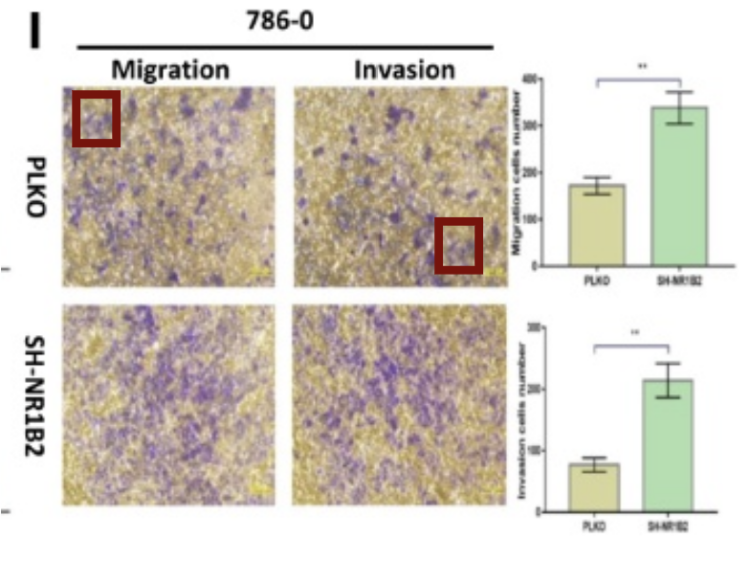 I
786-0
Migration
Invasion
PLKO
SH-NR1B2
Migration cells number
400
300
200
100
0
**
PLKO
SH-NR1B2
Invasion cells number
300
200
100
0
**
PLKO
SH-NR1B2